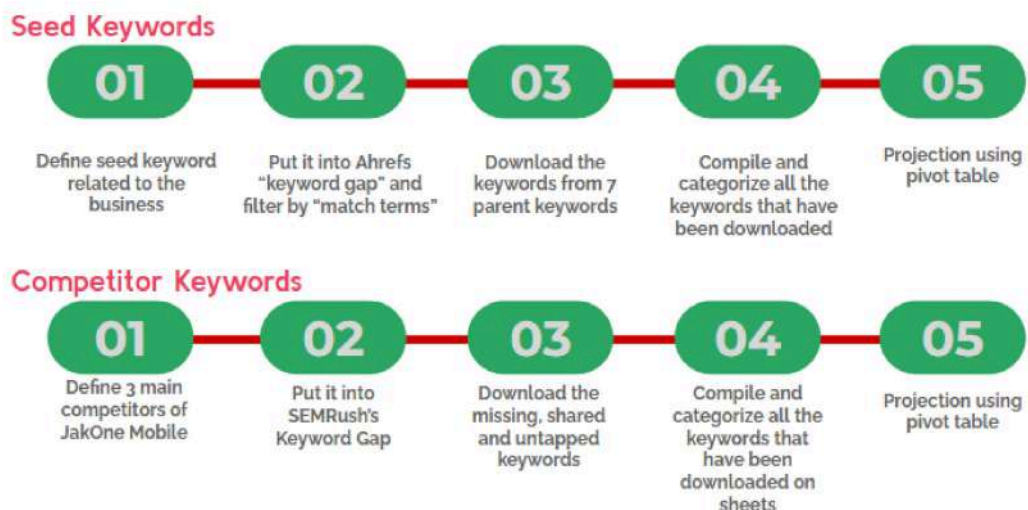 Seed Keywords
01
02
03
04
05
Define seed keyword
related to the
business
Put it into Ahrefs
“keyword gap” and
filter by “match terms”
Download the
keywords from 7
parent keywords
Compile and
categorize all the
keywords that have
been downloaded
Projection using
pivot table
Competitor Keywords
01
02
03
04
05
Define 3 main
competitors of
JakOne Mobile
Put it into
SEMRush’s
Keyword Gap
Download the
missing, shared
and untapped
keywords
Compile and
categorize all the
keywords that
have been
downloaded on
sheets
Projection using
pivot table